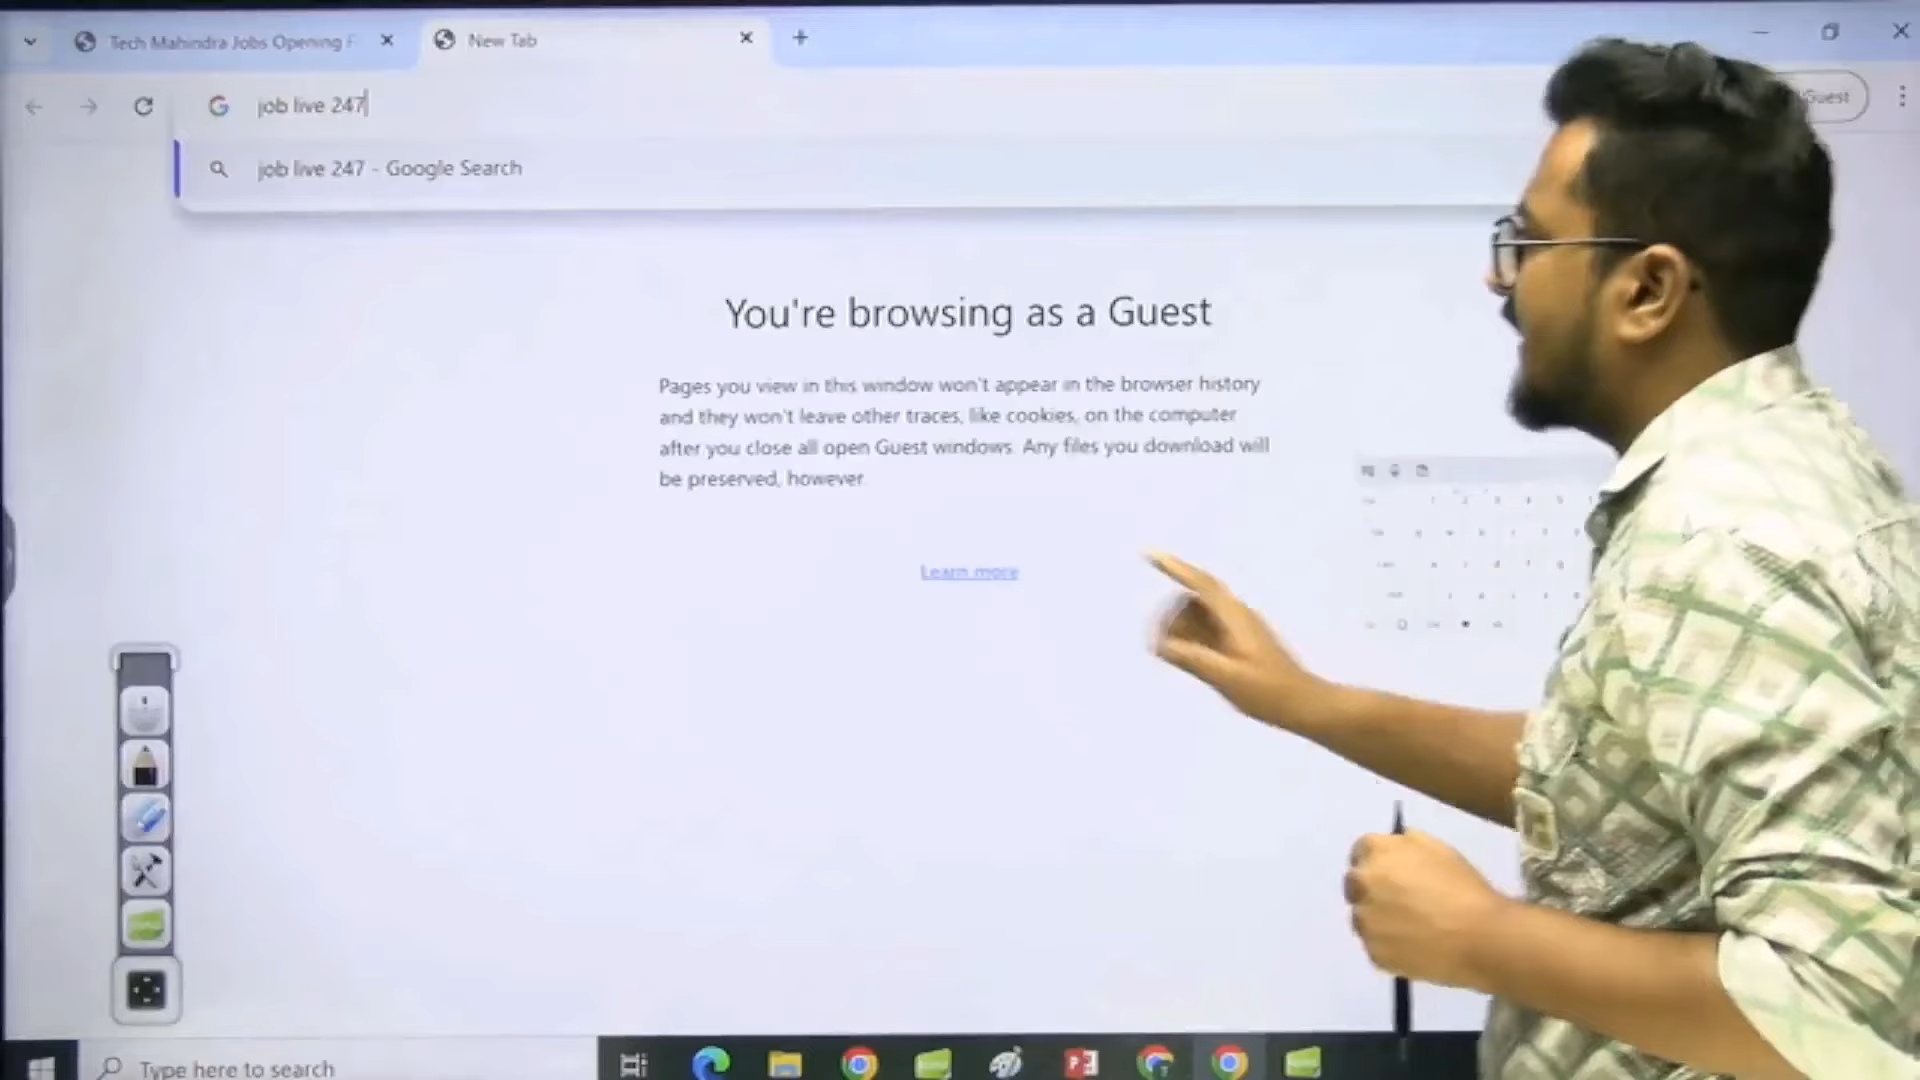 Tech Mahindra Jobs Opening F
New Tab
job live 247
Guest
job live 247 - Google Search
You're browsing as a Guest
Pages you view in this window won't appear in the browser history
and they won't leave other traces, like cookies, on the computer
after you close all open Guest windows. Any files you download will
be preserved, however.
Learn more
Type here to search